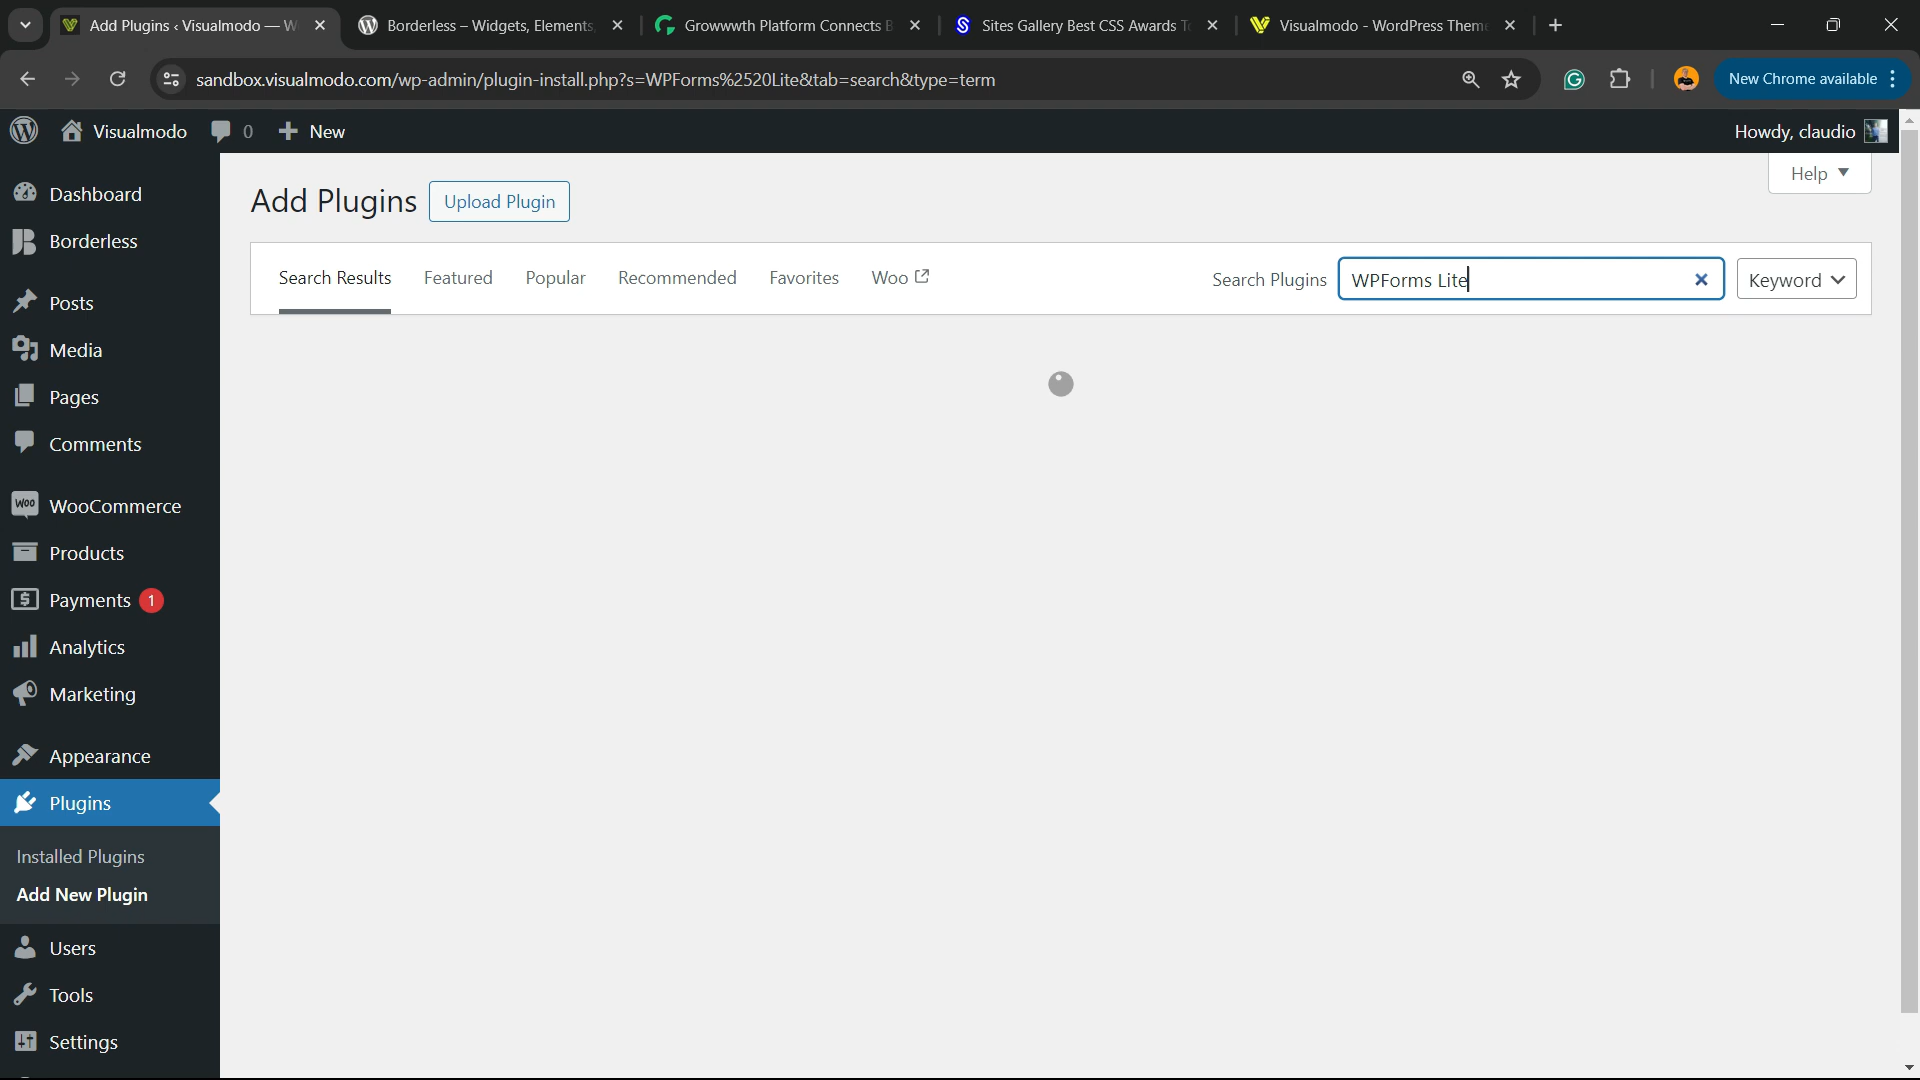 Add Plugins ‹ Visualmodo — W
Borderless – Widgets, Elements,
Growwwth Platform Connects B
Sites Gallery Best CSS Awards To
Visualmodo - WordPress Theme
sandbox.visualmodo.com/wp-admin/plugin-install.php?s=WPForms%2520Lite&tab=search&type=term
New Chrome available
Visualmodo
0
New
Howdy, claudio
Dashboard
Borderless
Posts
Media
Pages
Comments
WOO
WooCommerce
Products
Payments 1
Analytics
Marketing
Appearance
Plugins
Installed Plugins
Add New Plugin
Users
Tools
Settings
Help
Add Plugins
Upload Plugin
Search Results
Featured
Popular
Recommended
Favorites
Woo
Search Plugins
WPForms Lite
Keyword